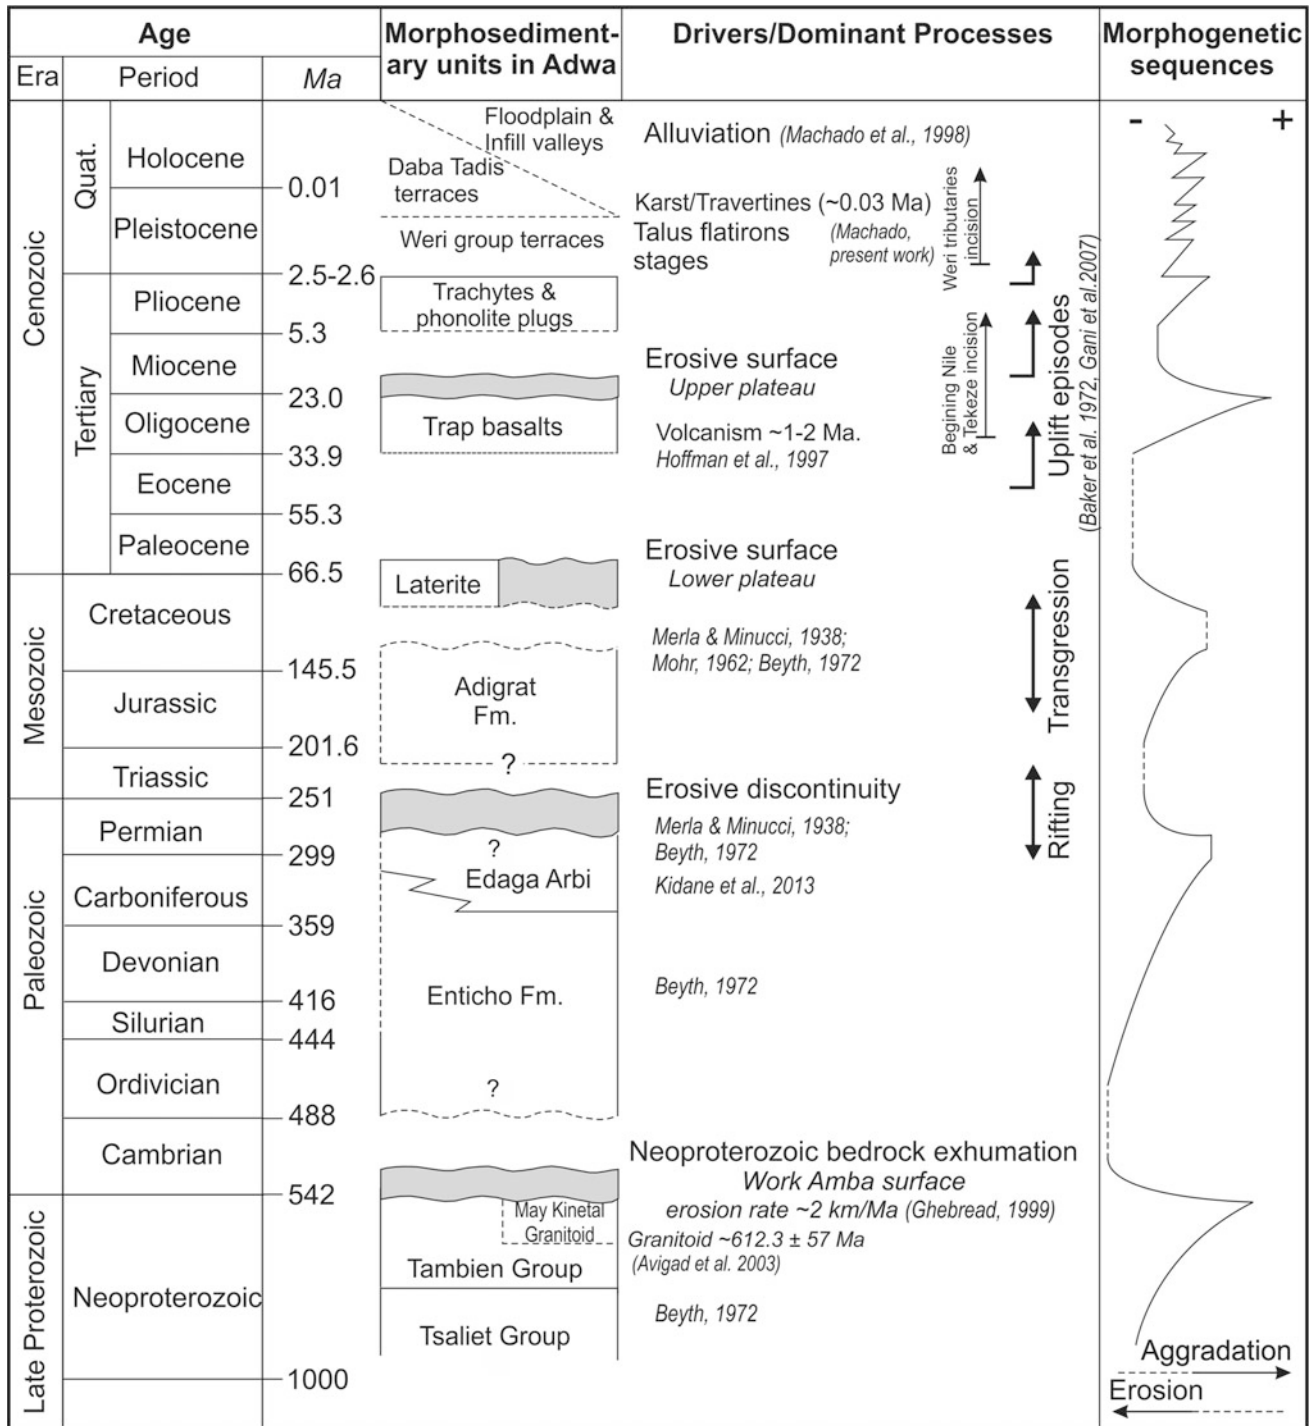 Age
Era
Period
Ma
Morphosediment-
ary units in Adwa
Drivers/Dominant Processes
Morphogenetic
sequences
Cenozoic
Quat.
Tertiary
Holocene
0.01
Pleistocene
2.5-2.6
Pliocene
5.3
Miocene
23.0
Oligocene
33.9
Eocene
55.3
Paleocene
66.5
Mesozoic
Cretaceous
145.5
Jurassic
201.6
Triassic
251
Paleozoic
Permian
299
Carboniferous
359
Devonian
416
Silurian
444
Ordivician
488
Cambrian
542
Late Proterozoic
Neoproterozoic
1000
Floodplain &
Infill valleys
Daba Tadis
terraces
Weri group terraces
Trachytes &
phonolite plugs
Trap basalts
Laterite
Adigrat
Fm.
?
?
Edaga Arbi
Enticho Fm.
?
May Kinetal
Granitoid
Tambien Group
Tsaliet Group
Alluviation (Machado et al., 1998)
Karst/Travertines (~0.03 Ma)
Talus flatirons
stages
(Machado,
present work)
Weri tributaries
incision
Erosive surface
Upper plateau
Volcanism ~1-2 Ma.
Hoffman et al., 1997
Begining Nile
& Tekeze incision
Uplift episodes
(Baker et al. 1972, Gani et al.2007)
Erosive surface
Lower plateau
Merla & Minucci, 1938;
Mohr, 1962; Beyth, 1972
Transgression
Erosive discontinuity
Merla & Minucci, 1938;
Beyth, 1972
Kidane et al., 2013
Rifting
Beyth, 1972
Neoproterozoic bedrock exhumation
Work Amba surface
erosion rate ~2 km/Ma (Ghebread, 1999)
Granitoid ~612.3 ± 57 Ma
(Avigad et al. 2003)
Beyth, 1972
- +
Aggradation
Erosion